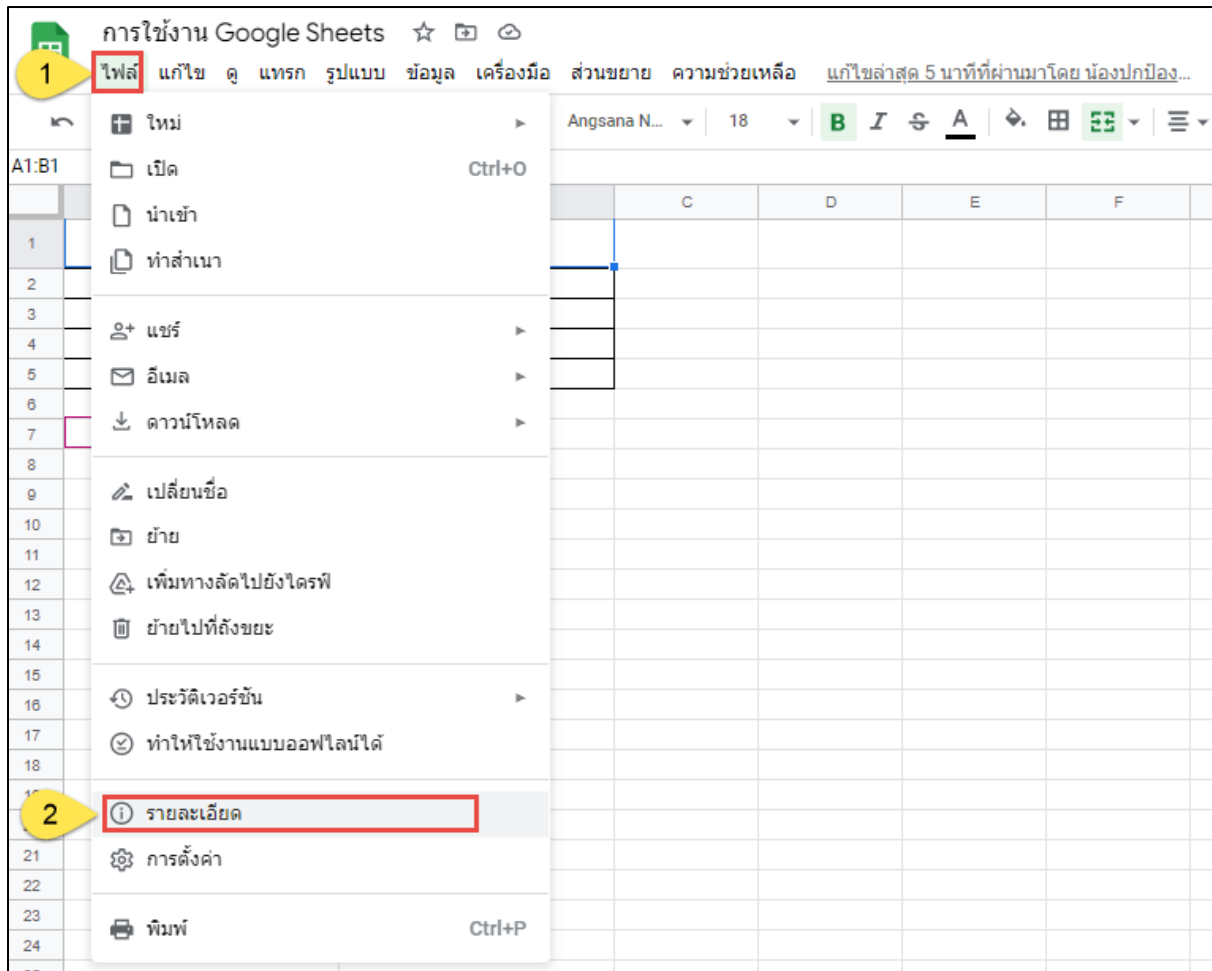 การใช้งาน Google Sheets
1
ไฟล์ แก้ไข ดู แทรก รูปแบบ ข้อมูล เครื่องมือ ส่วนขยาย ความช่วยเหลือ แก้ไขล่าสุด 5 นาทีที่ผ่านมาโดย น้องปกป้อง...
Angsana N... 18 B I S A
A1:B1
C D E F
ใหม่
เปิด Ctrl+O
นำเข้า
ทำสำเนา
แชร์
อีเมล
ดาวน์โหลด
เปลี่ยนชื่อ
ย้าย
เพิ่มทางลัดไปยังไดรฟ์
ย้ายไปที่ถังขยะ
ประวัติเวอร์ชัน
ทำให้ใช้งานแบบออฟไลน์ได้
2
รายละเอียด
การตั้งค่า
พิมพ์ Ctrl+P
1
2
3
4
5
6
7
8
9
10
11
12
13
14
15
16
17
18
21
22
23
24